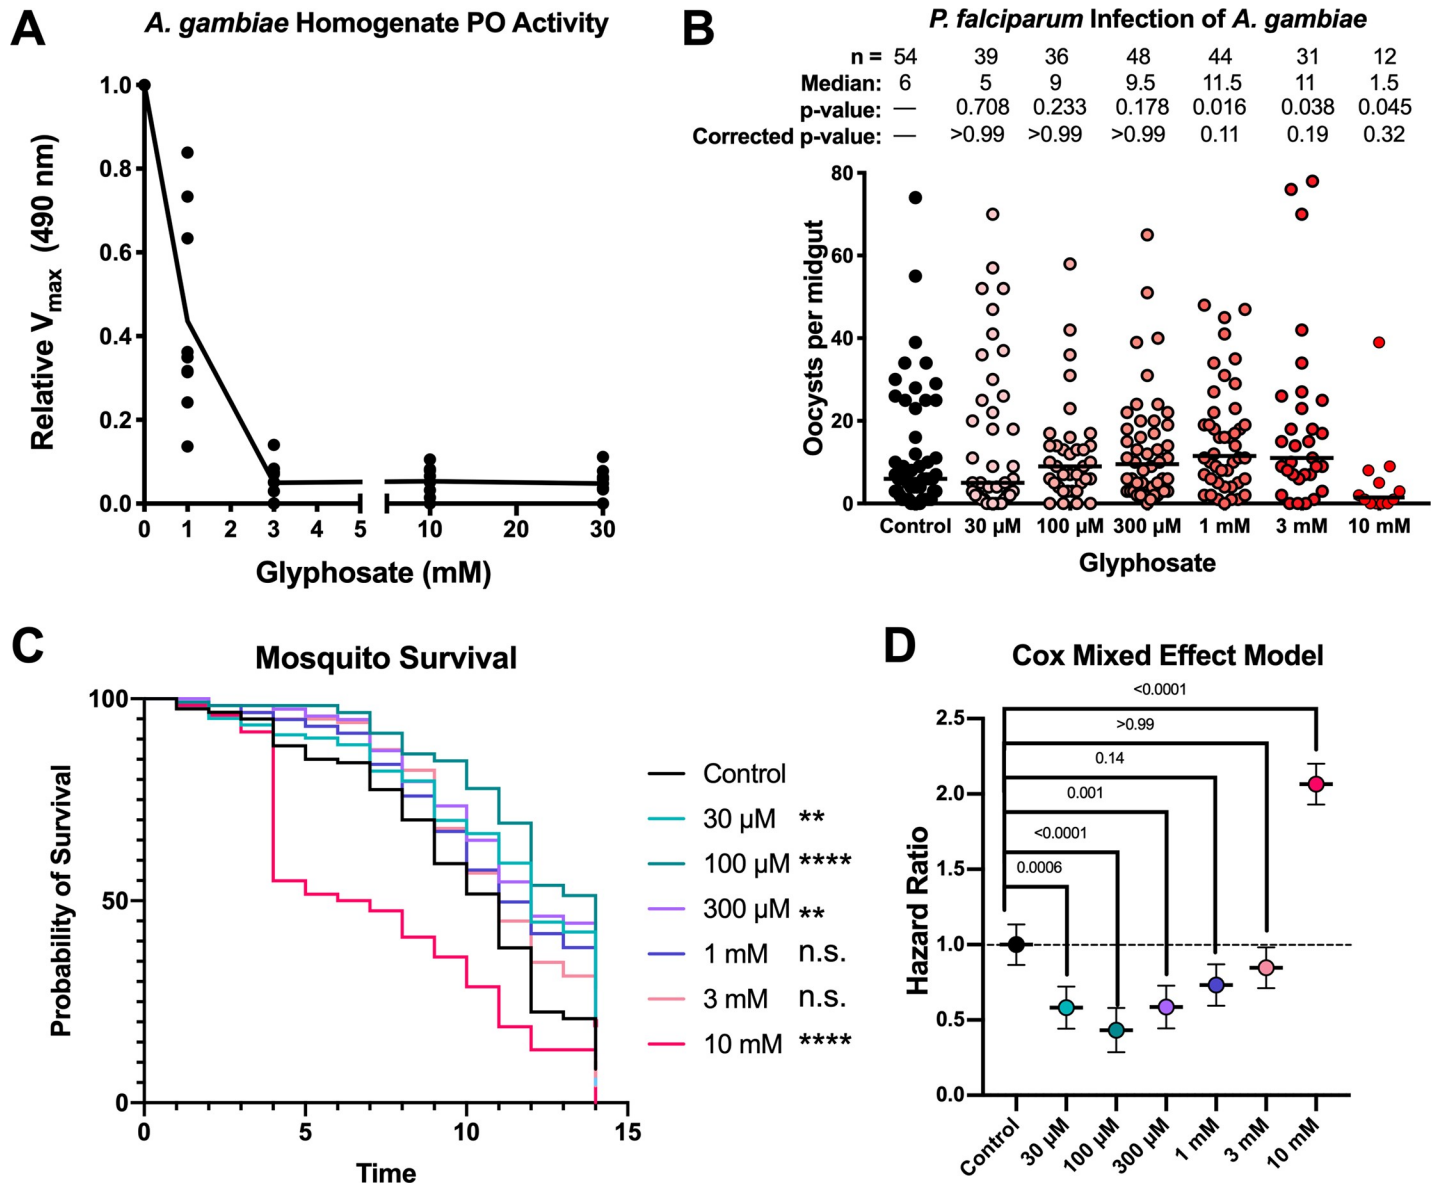 A
A. gambiae Homogenate PO Activity
Relative Vmax (490 nm)
1.0
0.8
0.6
0.4
0.2
0.0
0 1 2 3 4 5 10 20 30
Glyphosate (mM)
B
P. falciparum Infection of A. gambiae
n = 54 39 36 48 44 31 12
Median: 6 5 9 9.5 11.5 11 1.5
p-value: — 0.708 0.233 0.178 0.016 0.038 0.045
Corrected p-value: — >0.99 >0.99 >0.99 0.11 0.19 0.32
Oocysts per midgut
80
60
40
20
0
Control 30 µM 100 µM 300 µM 1 mM 3 mM 10 mM
Glyphosate
C
Mosquito Survival
Probability of Survival
100
50
0
0 5 10 15
Time
Control
30 µM **
100 µM ****
300 µM **
1 mM n.s.
3 mM n.s.
10 mM ****
D
Cox Mixed Effect Model
<0.0001
>0.99
0.14
0.001
<0.0001
0.0006
Hazard Ratio
2.5
2.0
1.5
1.0
0.5
0.0
Control 30 µM 100 µM 300 µM 1 mM 3 mM 10 mM